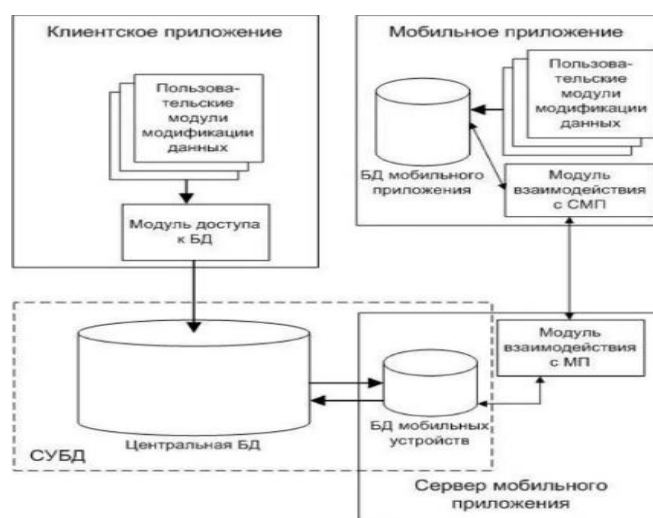 Клиентское приложение
Пользова-
тельские
модули
модификации
данных
Модуль доступа
к БД
Мобильное приложение
Пользова-
тельские
модули
модификации
данных
БД мобильного
приложения
Модуль
взаимодействия
с СМП
Модуль
взаимодействия
с МП
Центральная БД
СУБД
БД мобильных
устройств
Сервер мобильного
приложения